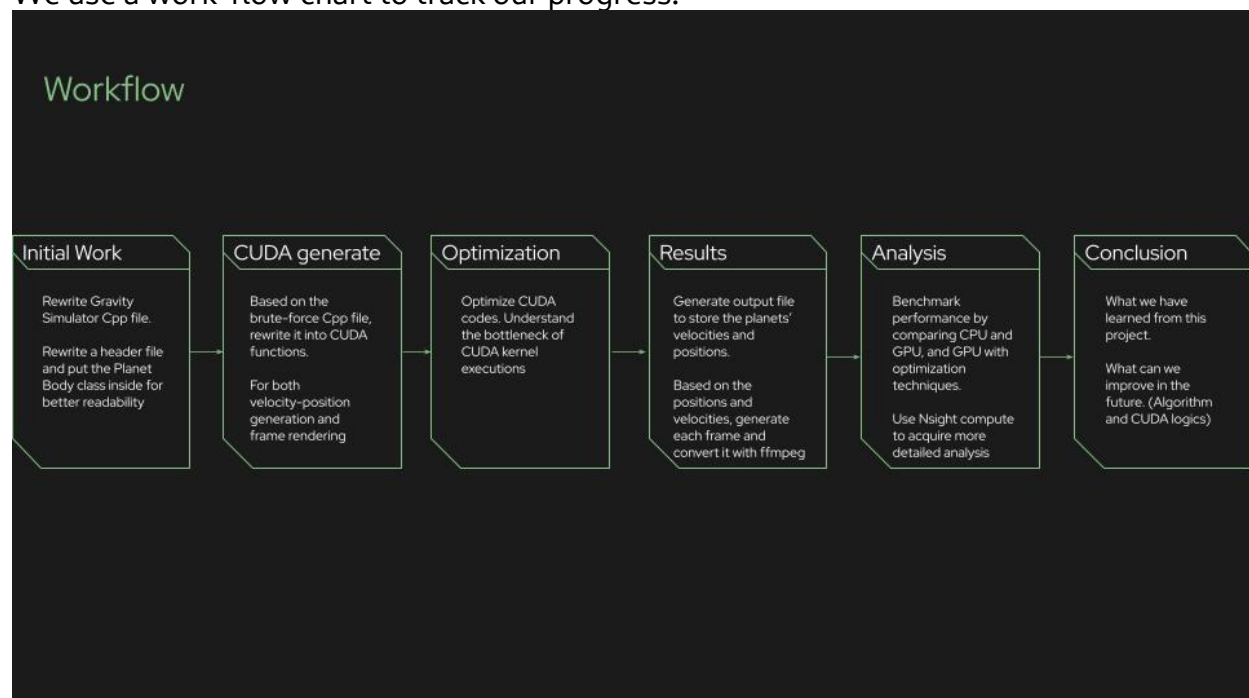 We use a work-flow chart to track our progress.
Workflow
Initial Work
Rewrite Gravity
Simulator Cpp file.
Rewrite a header file
and put the Planet
Body class inside for
better readability
CUDA generate
Based on the
brute-force Cpp file,
rewrite it into CUDA
functions.
For both
velocity-position
generation and
frame rendering
Optimization
Optimize CUDA
codes. Understand
the bottleneck of
CUDA kernel
executions
Results
Generate output file
to store the planets'
velocities and
positions.
Based on the
positions and
velocities, generate
each frame and
convert it with ffmpeg
Analysis
Benchmark
performance by
comparing CPU and
GPU, and GPU with
optimization
techniques.
Use Nsight compute
to acquire more
detailed analysis
Conclusion
What we have
learned from this
project.
What can we
improve in the
future. (Algorithm
and CUDA logics)